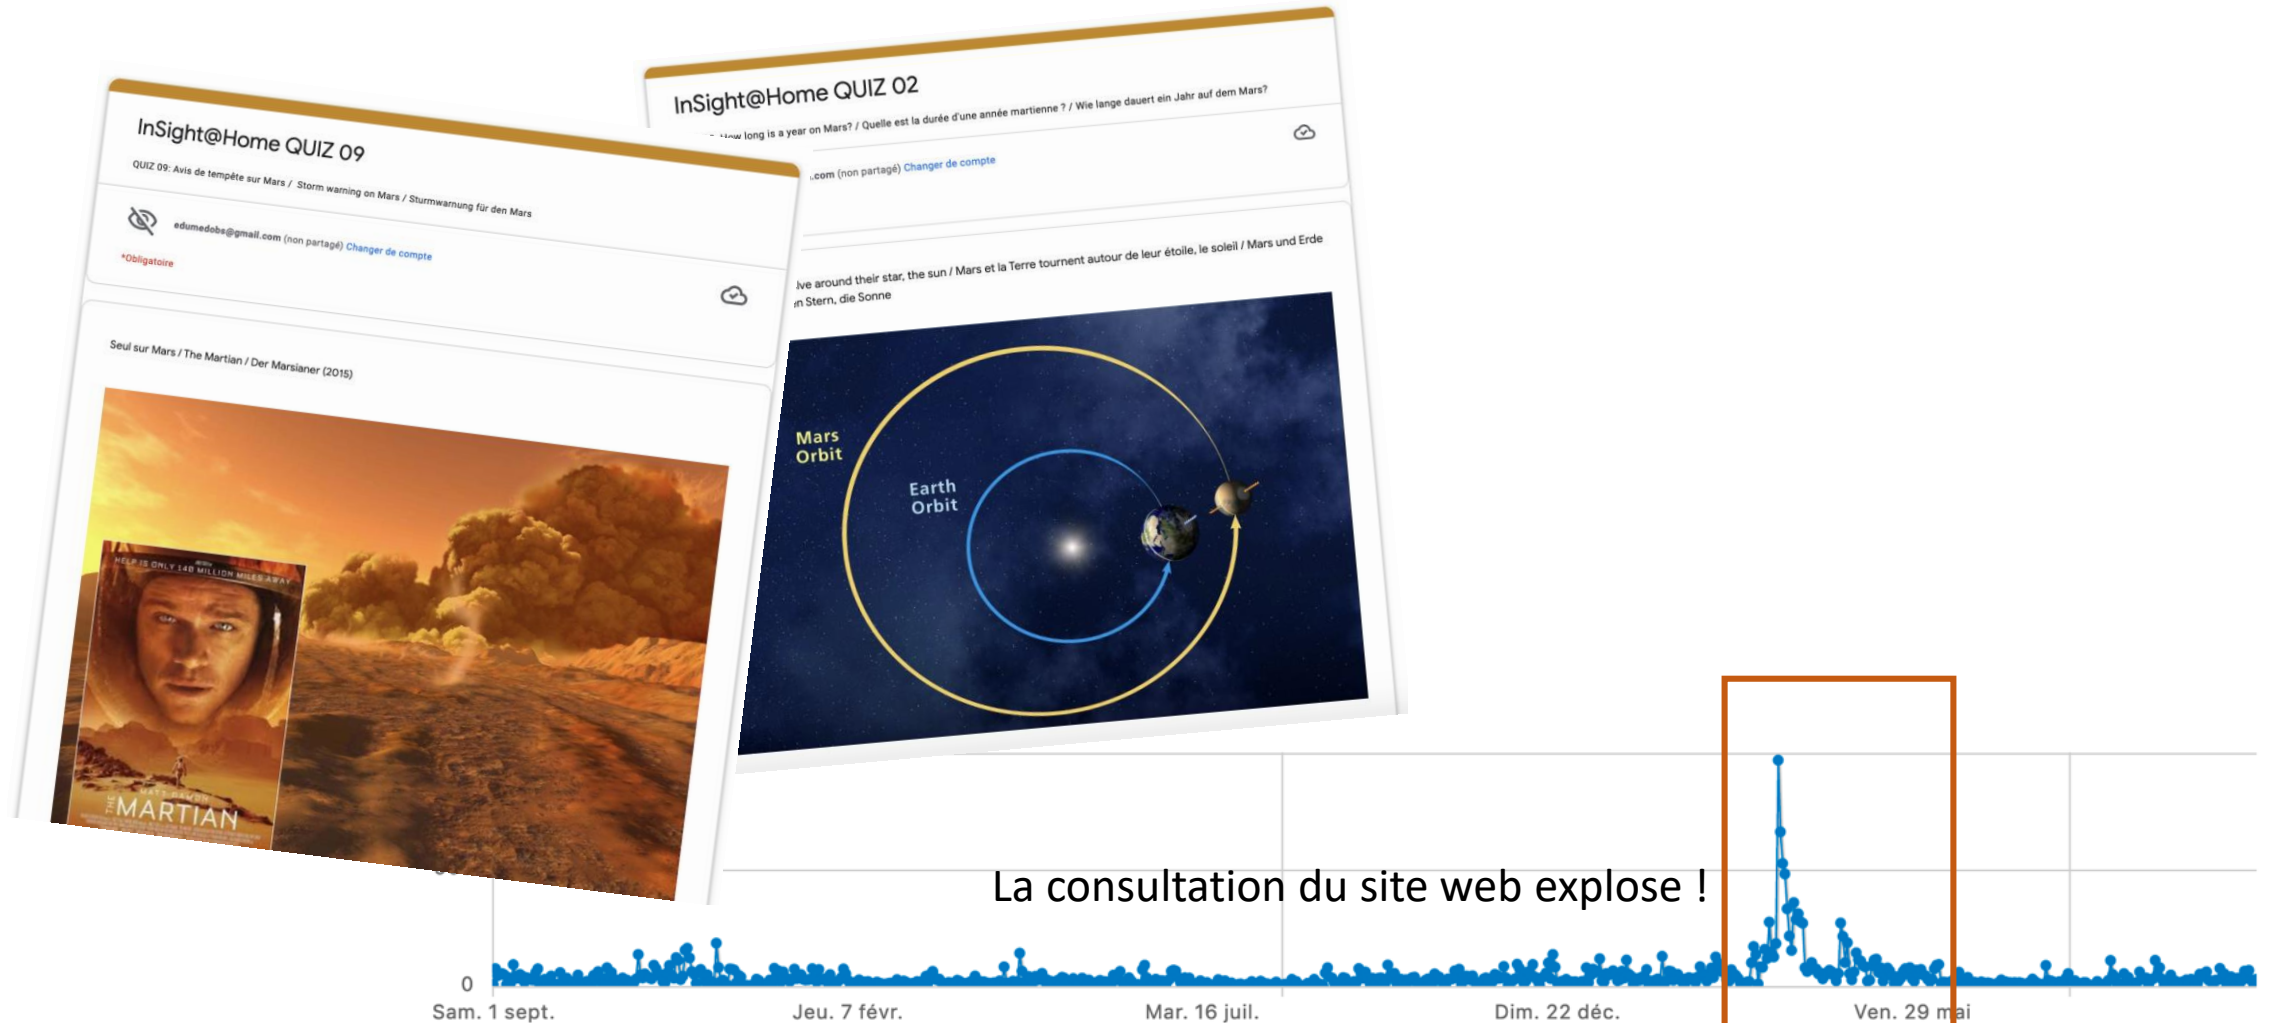 InSight@Home QUIZ 09
QUIZ 09: Avis de tempête sur Mars / Storm warning on Mars / Sturmwarnung für den Mars
edumedobs@gmail.com (non partagé) Changer de compte
*Obligatoire
Seul sur Mars / The Martian / Der Marsianer (2015)
HELP IS ONLY 140 MILLION MILES AWAY
MATT DAMON
THE MARTIAN
InSight@Home QUIZ 02
How long is a year on Mars? / Quelle est la durée d'une année martienne ? / Wie lange dauert ein Jahr auf dem Mars?
.com (non partagé) Changer de compte
lve around their star, the sun / Mars et la Terre tournent autour de leur étoile, le soleil / Mars und Erde
n Stern, die Sonne
Mars
Orbit
Earth
Orbit
La consultation du site web explose !
0
Sam. 1 sept. Jeu. 7 févr. Mar. 16 juil. Dim. 22 déc. Ven. 29 mai